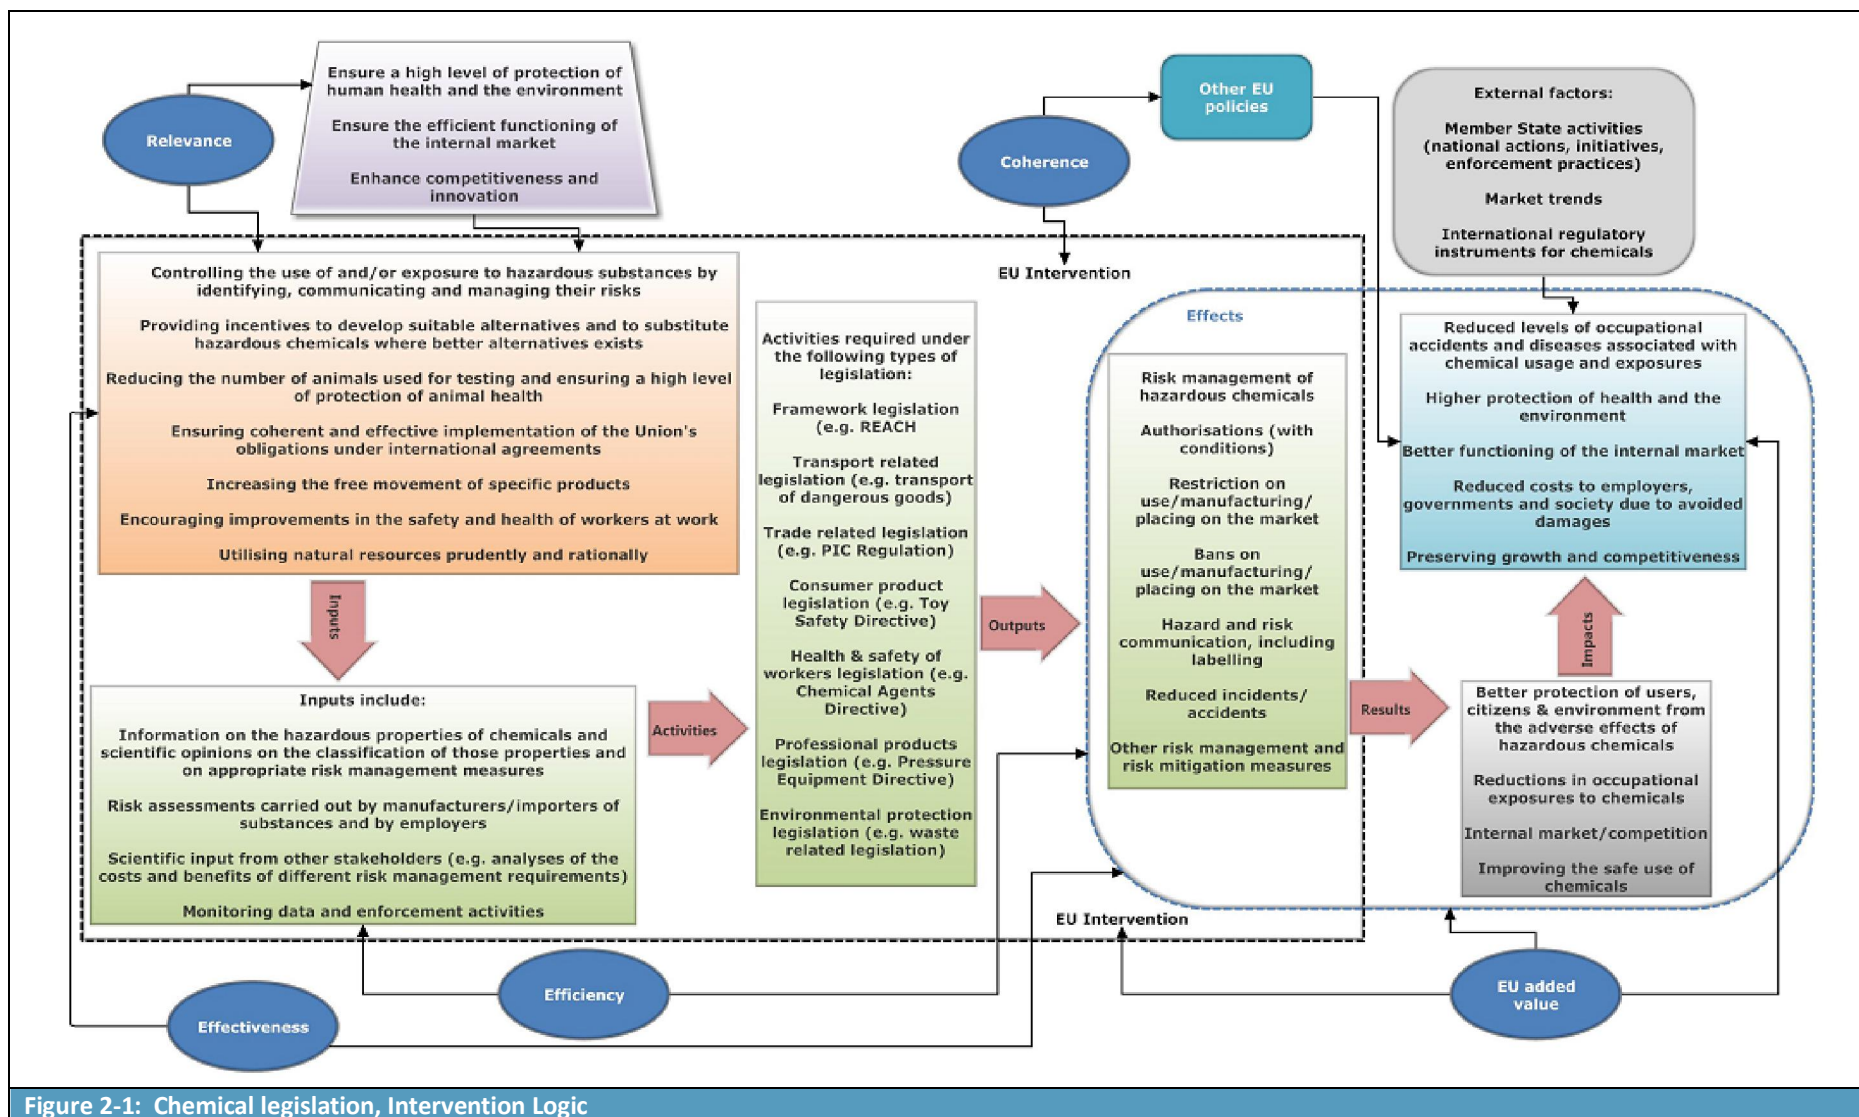 Ensure a high level of protection of
human health and the environment
Ensure the efficient functioning of
the internal market
Enhance competitiveness and
innovation
Relevance
Coherence
Other EU
policies
External factors:
Member State activities
(national actions, initiatives,
enforcement practices)
Market trends
International regulatory
instruments for chemicals
EU Intervention
Controlling the use of and/or exposure to hazardous substances by
identifying, communicating and managing their risks
Providing incentives to develop suitable alternatives and to substitute
hazardous chemicals where better alternatives exists
Reducing the number of animals used for testing and ensuring a high level
of protection of animal health
Ensuring coherent and effective implementation of the Union's
obligations under international agreements
Increasing the free movement of specific products
Encouraging improvements in the safety and health of workers at work
Utilising natural resources prudently and rationally
Inputs
Inputs include:
Information on the hazardous properties of chemicals and
scientific opinions on the classification of those properties and
on appropriate risk management measures
Risk assessments carried out by manufacturers/importers of
substances and by employers
Scientific input from other stakeholders (e.g. analyses of the
costs and benefits of different risk management requirements)
Monitoring data and enforcement activities
Activities
Activities required under
the following types of
legislation:
Framework legislation
(e.g. REACH
Transport related
legislation (e.g. transport
of dangerous goods)
Trade related legislation
(e.g. PIC Regulation)
Consumer product
legislation (e.g. Toy
Safety Directive)
Health & safety of
workers legislation (e.g.
Chemical Agents
Directive)
Professional products
legislation (e.g. Pressure
Equipment Directive)
Environmental protection
legislation (e.g. waste
related legislation)
Outputs
Effects
Risk management of
hazardous chemicals
Authorisations (with
conditions)
Restriction on
use/manufacturing/
placing on the market
Bans on
use/manufacturing/
placing on the market
Hazard and risk
communication, including
labelling
Reduced incidents/
accidents
Other risk management and
risk mitigation measures
Results
Reduced levels of occupational
accidents and diseases associated with
chemical usage and exposures
Higher protection of health and the
environment
Better functioning of the internal market
Reduced costs to employers,
governments and society due to avoided
damages
Preserving growth and competitiveness
Impacts
Better protection of users,
citizens & environment from
the adverse effects of
hazardous chemicals
Reductions in occupational
exposures to chemicals
Internal market/competition
Improving the safe use of
chemicals
EU Intervention
Efficiency
Effectiveness
EU added
value
Figure 2-1: Chemical legislation, Intervention Logic